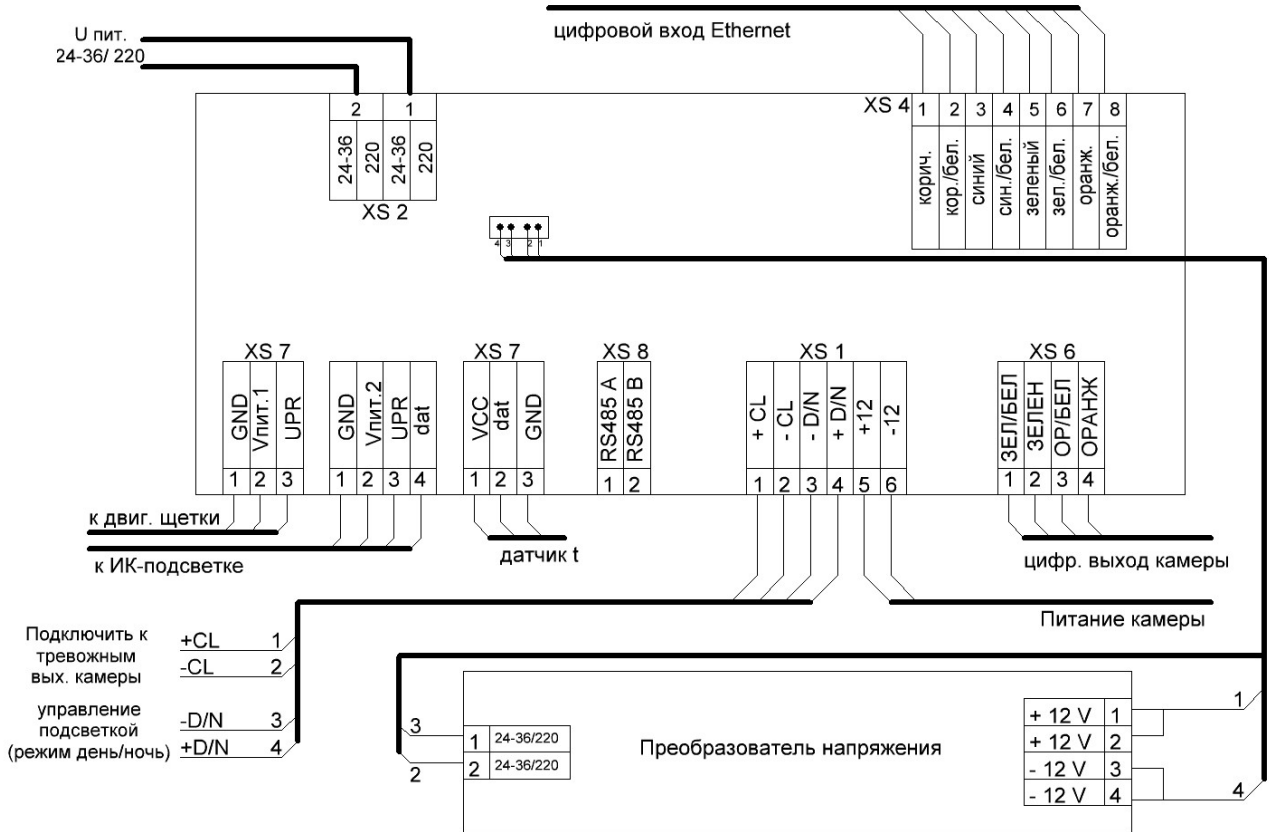 цифровой вход Ethernet
U пит.
24-36/ 220
2 1
24-36 220 24-36 220
XS 2
XS 4 1 2 3 4 5 6 7 8
корич. кор./бел. синий син./бел. зеленый зел./бел. оранж. оранж./бел.
4 3 2 1
XS 7
GND Vпит.1 UPR
1 2 3
GND Vпит.2 UPR dat
1 2 3 4
XS 7
VCC dat GND
1 2 3
XS 8
RS485 A RS485 B
1 2
XS 1
+ CL - CL - D/N + D/N +12 -12
1 2 3 4 5 6
XS 6
ЗЕЛ/БЕЛ ЗЕЛЕН ОР/БЕЛ ОРАНЖ
1 2 3 4
к двиг. щетки
к ИК-подсветке
датчик t
цифр. выход камеры
Питание камеры
Подключить к
тревожным
вых. камеры
+CL 1
-CL 2
управление
подсветкой
(режим день/ночь)
-D/N 3
+D/N 4
3
2
1 24-36/220
2 24-36/220
Преобразователь напряжения
+ 12 V 1
+ 12 V 2
- 12 V 3
- 12 V 4
1
4